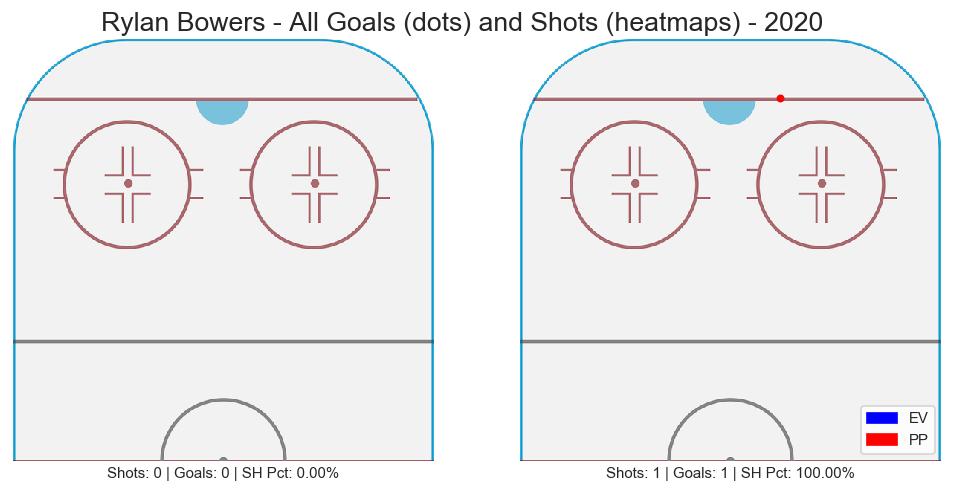 Rylan Bowers - All Goals (dots) and Shots (heatmaps) - 2020
EV
PP
Shots: 0 | Goals: 0 | SH Pct: 0.00%
Shots: 1 | Goals: 1 | SH Pct: 100.00%